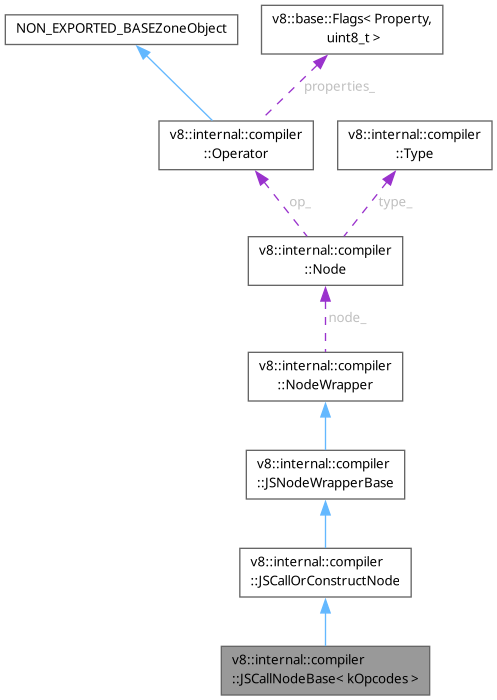 NON_EXPORTED_BASEZoneObject
v8::base::Flags< Property,
uint8_t >
properties_
v8::internal::compiler
::Operator
v8::internal::compiler
::Type
op_
type_
v8::internal::compiler
::Node
node_
v8::internal::compiler
::NodeWrapper
v8::internal::compiler
::JSNodeWrapperBase
v8::internal::compiler
::JSCallOrConstructNode
v8::internal::compiler
::JSCallNodeBase< kOpcodes >